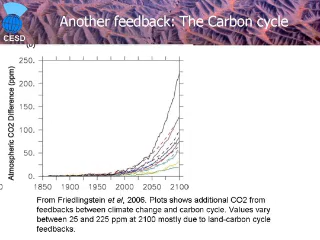 Another feedback: The Carbon cycle
CESD
Atmospheric CO2 Difference (ppm)
250.
200.
150.
100.
50.
0.
1850 1900 1950 2000 2050 2100
From Friedlingstein et al, 2006. Plots shows additional CO2 from
feedbacks between climate change and carbon cycle. Values vary
between 25 and 225 ppm at 2100 mostly due to land-carbon cycle
feedbacks.